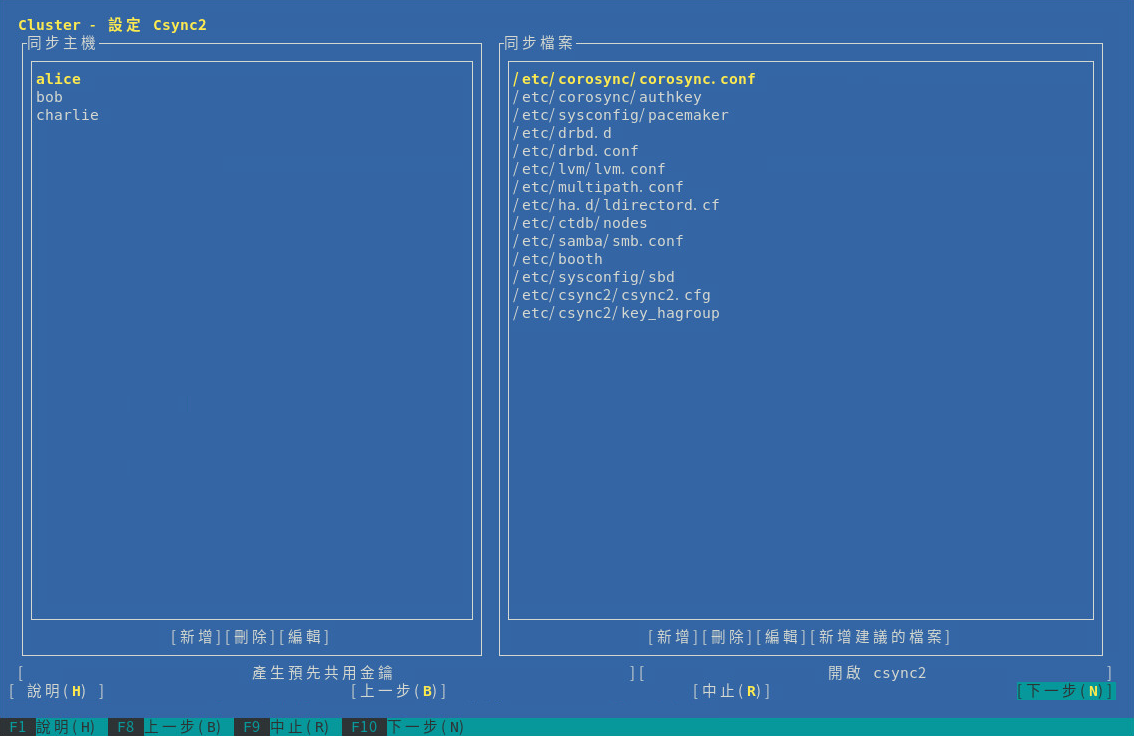 Cluster - 設定 Csync2
同步主機
alice
bob
charlie
[新增][刪除][編輯]
同步檔案
/etc/corosync/corosync.conf
/etc/corosync/authkey
/etc/sysconfig/pacemaker
/etc/drbd.d
/etc/drbd.conf
/etc/lvm/lvm.conf
/etc/multipath.conf
/etc/ha.d/ldirectord.cf
/etc/ctdb/nodes
/etc/samba/smb.conf
/etc/booth
/etc/sysconfig/sbd
/etc/csync2/csync2.cfg
/etc/csync2/key_hagroup
[新增][刪除][編輯][新增建議的檔案]
[ 產生預先共用金鑰 ][ 開啟 csync2 ]
[ 說明(H) ] [上一步(B)] [中止(R)] [下一步(N)]
F1 說明(H) F8 上一步(B) F9 中止(R) F10 下一步(N)